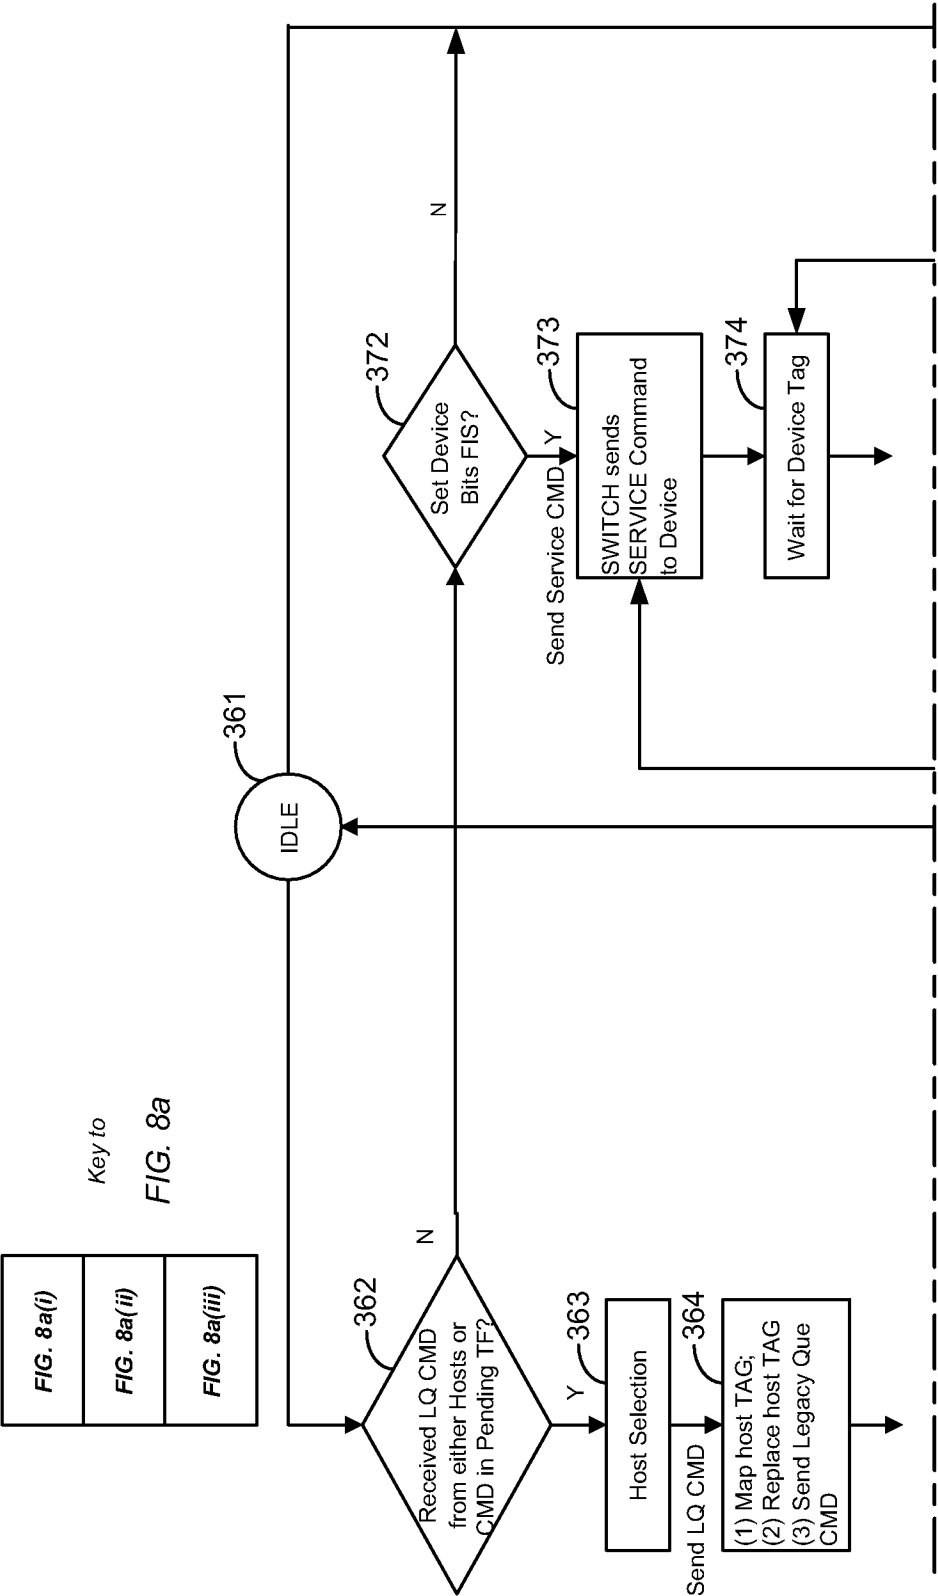 FIG. 8a(i)
FIG. 8a(ii)
FIG. 8a(iii)
Key to
FIG. 8a
361
IDLE
362
Received LQ CMD
from either Hosts or
CMD in Pending TF?
N
Y
363
Host Selection
Send LQ CMD
364
(1) Map host TAG;
(2) Replace host TAG
(3) Send Legacy Que
CMD
372
Set Device
Bits FIS?
N
Send Service CMD
Y
373
SWITCH sends
SERVICE Command
to Device
374
Wait for Device Tag